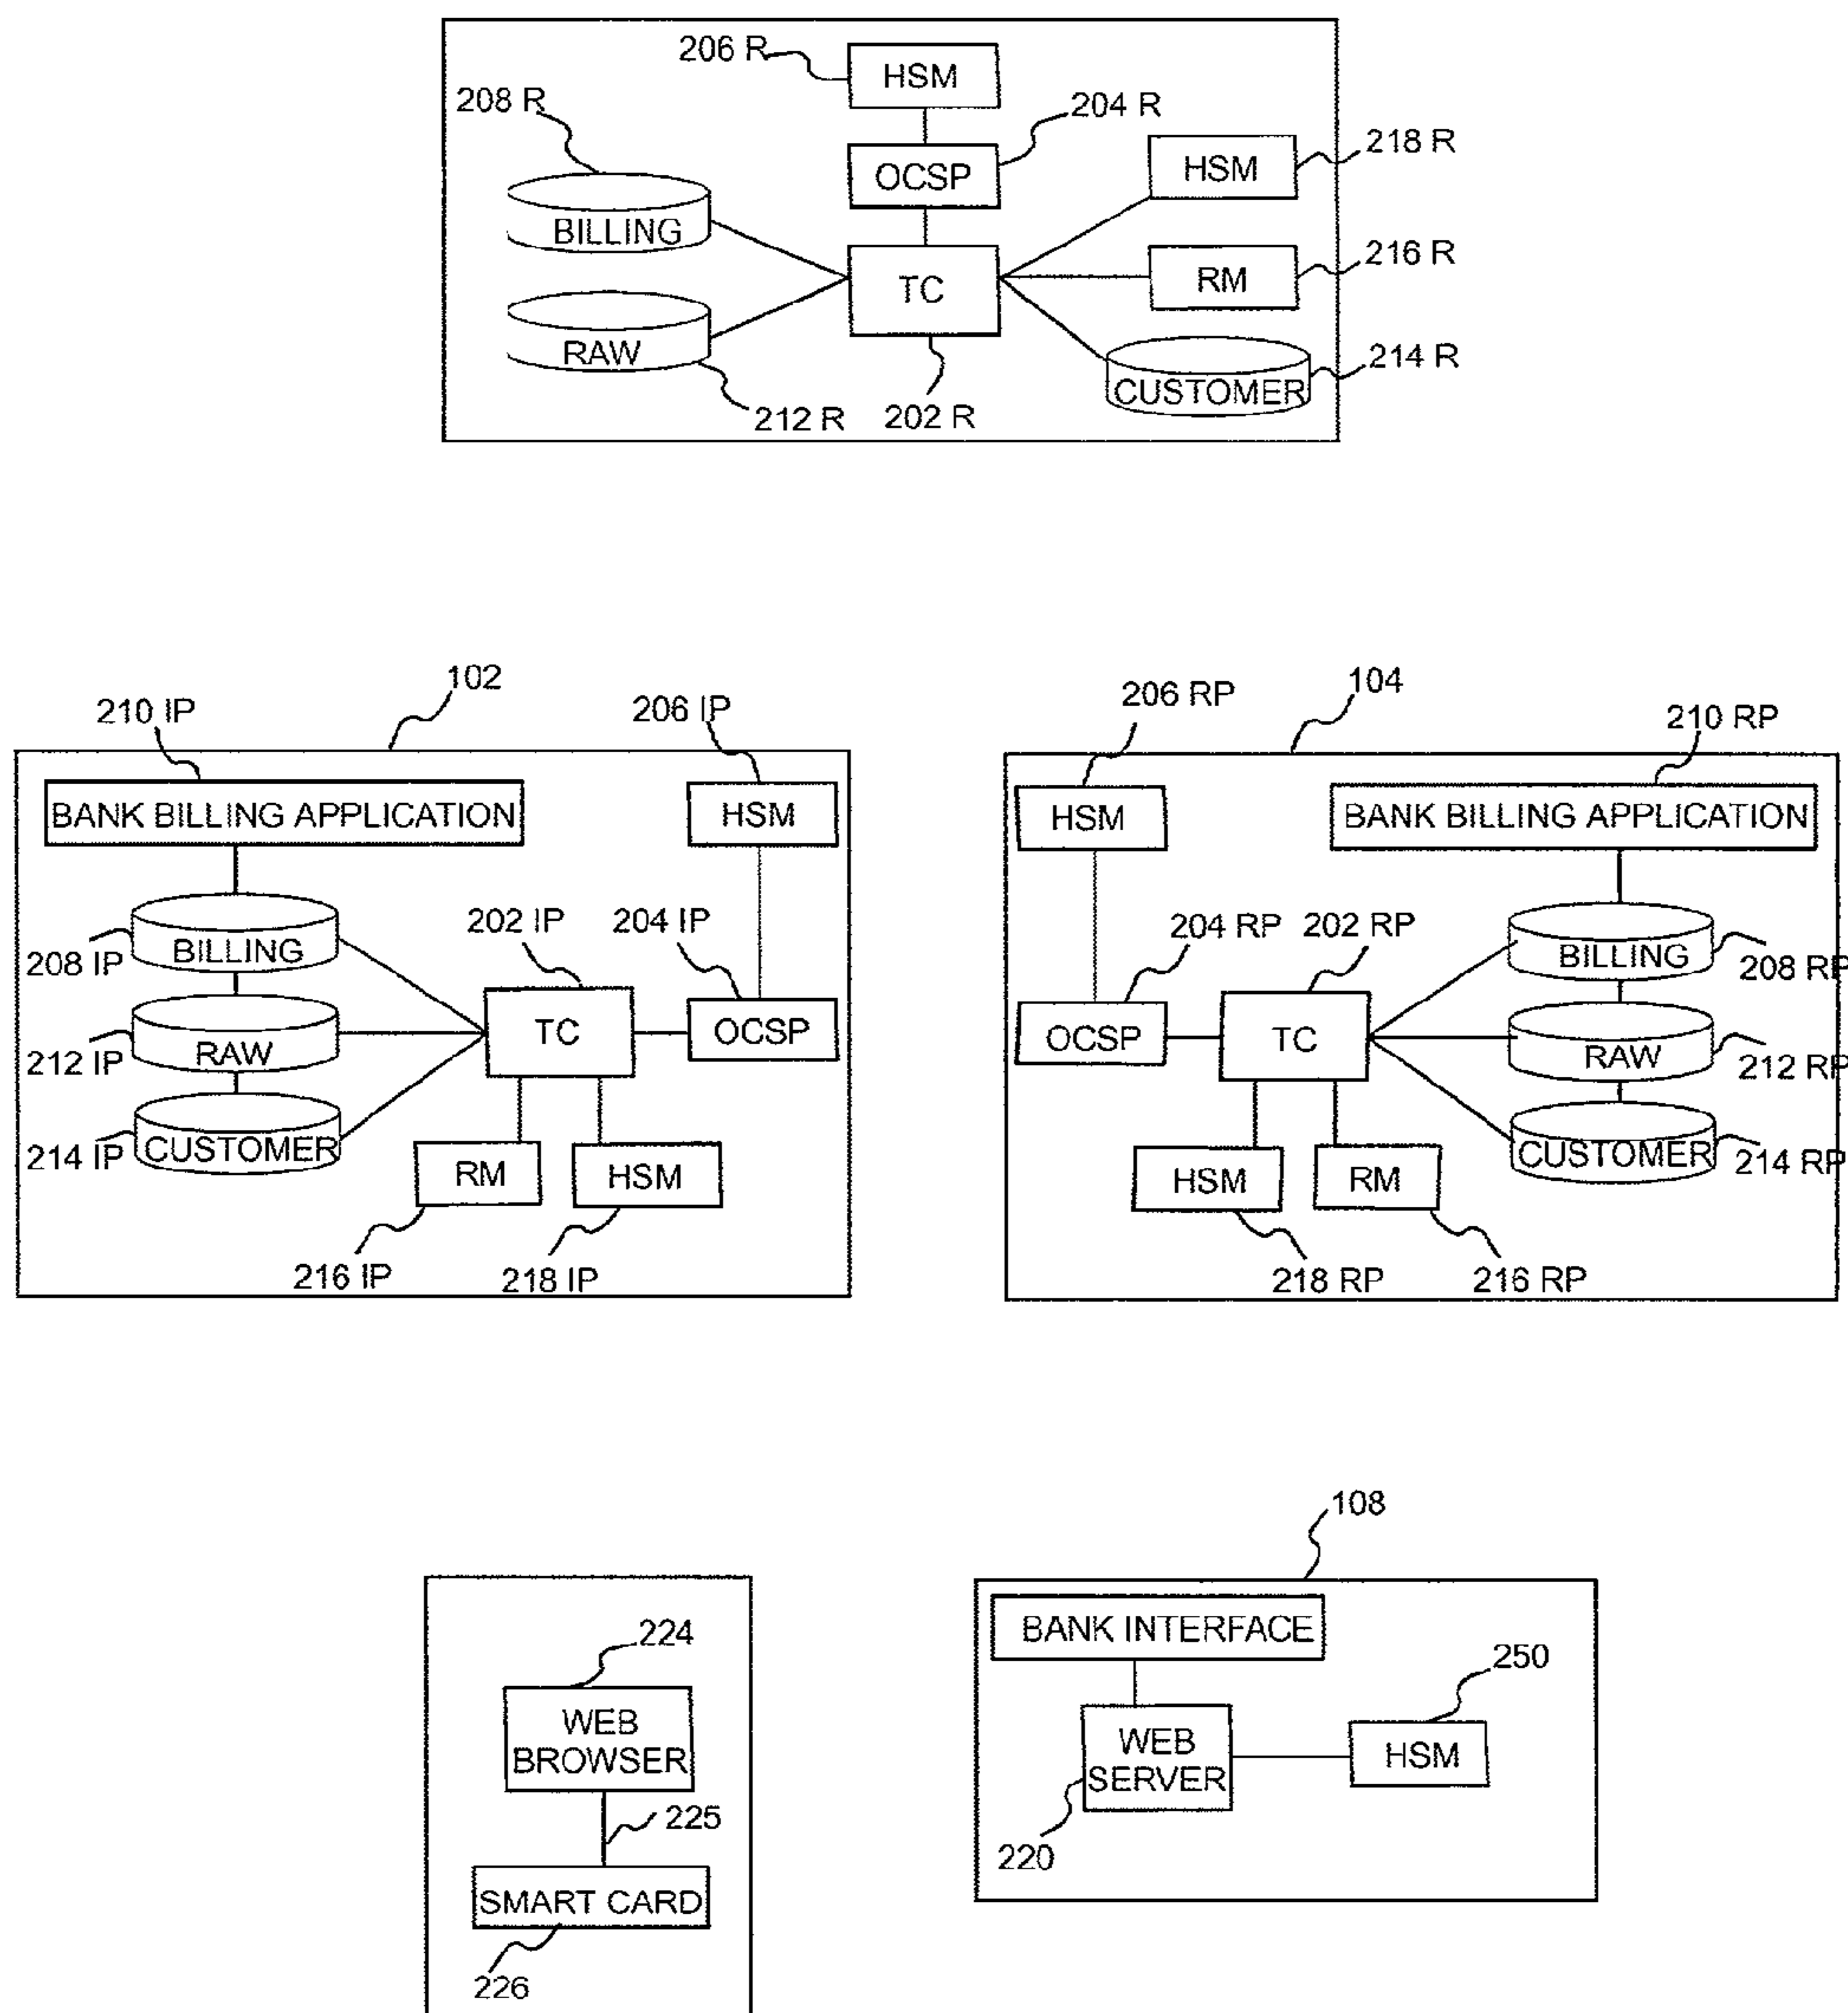 206 R
HSM
208 R
204 R
218 R
OCSP
HSM
BILLING
216 R
TC
RM
RAW
214 R
CUSTOMER
212 R
202 R
102
210 IP
206 IP
BANK BILLING APPLICATION
HSM
202 IP
204 IP
BILLING
208 IP
TC
OCSP
RAW
212 IP
CUSTOMER
214 IP
RM
HSM
216 IP
218 IP
104
206 RP
210 RP
HSM
BANK BILLING APPLICATION
204 RP
202 RP
BILLING
208 RP
OCSP
TC
RAW
212 RP
CUSTOMER
214 RP
HSM
RM
218 RP
216 RP
224
WEB
BROWSER
225
SMART CARD
226
108
BANK INTERFACE
250
WEB
SERVER
HSM
220